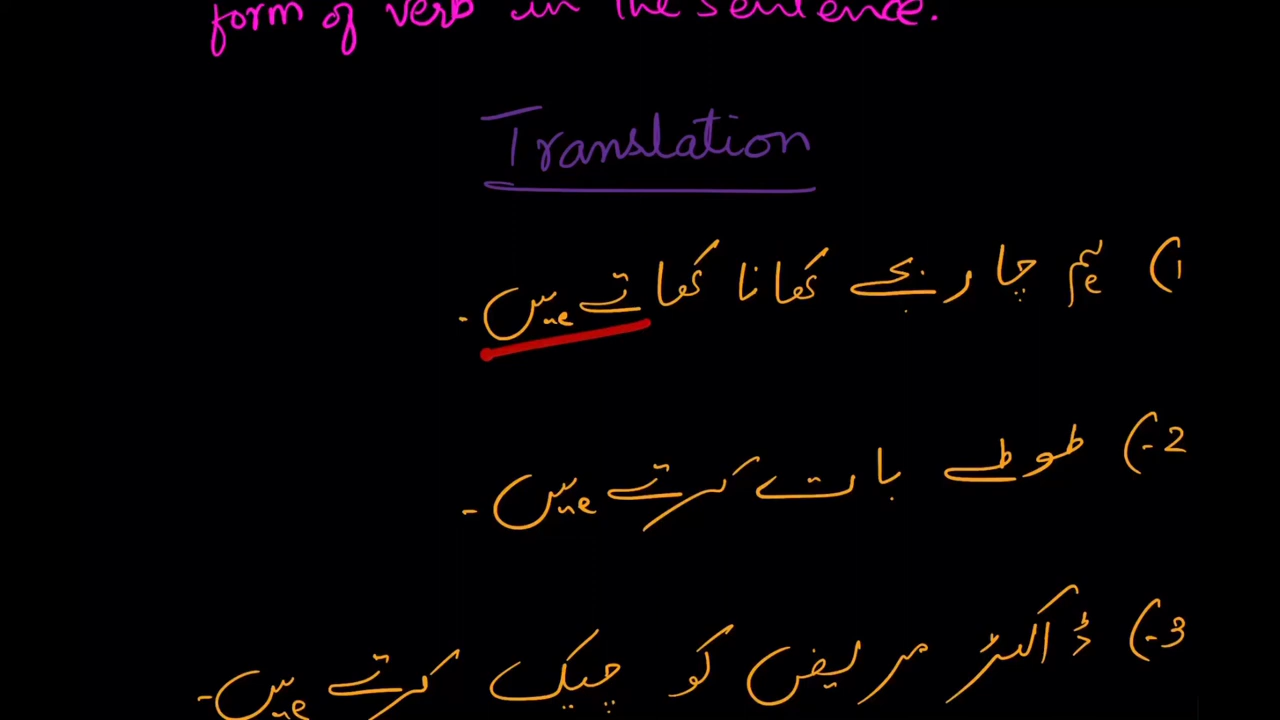 form of verb in the sentence.
Translation
1) ہم چار بجے کھانا کھاتے ہیں۔
2-) طوطے بات کرتے ہیں۔
3-) ڈاکٹر مریض کو چیک کرتے ہیں۔